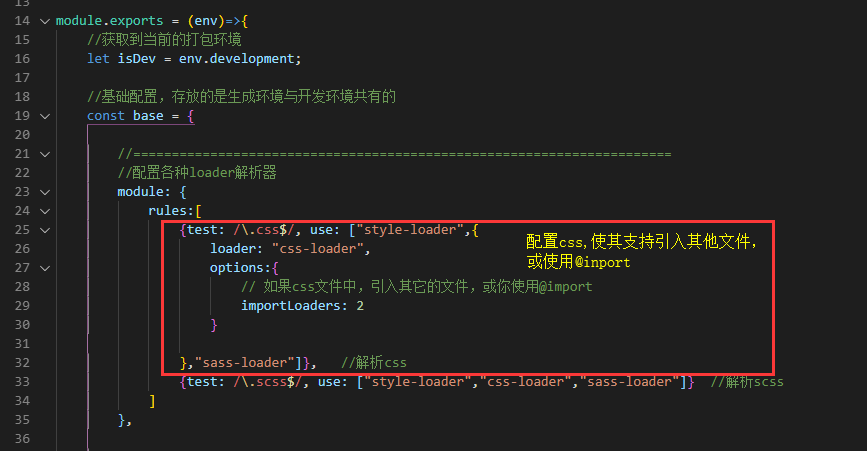 13
14 module.exports = (env)=>{
15 //获取到当前的打包环境
16 let isDev = env.development;
17
18 //基础配置，存放的是生成环境与开发环境共有的
19 const base = {
20
21 //======================================================================
22 //配置各种loader解析器
23 module: {
24 rules:[
25 {test: /\.css$/, use: ["style-loader",{
26 loader: "css-loader",
27 options:{
28 // 如果css文件中，引入其它的文件，或你使用@import
29 importLoaders: 2
30 }
31
32 },"sass-loader"]}, //解析css
33 {test: /\.scss$/, use: ["style-loader","css-loader","sass-loader"]} //解析scss
34 ]
35 },
36
配置css,使其支持引入其他文件，
或使用@inport